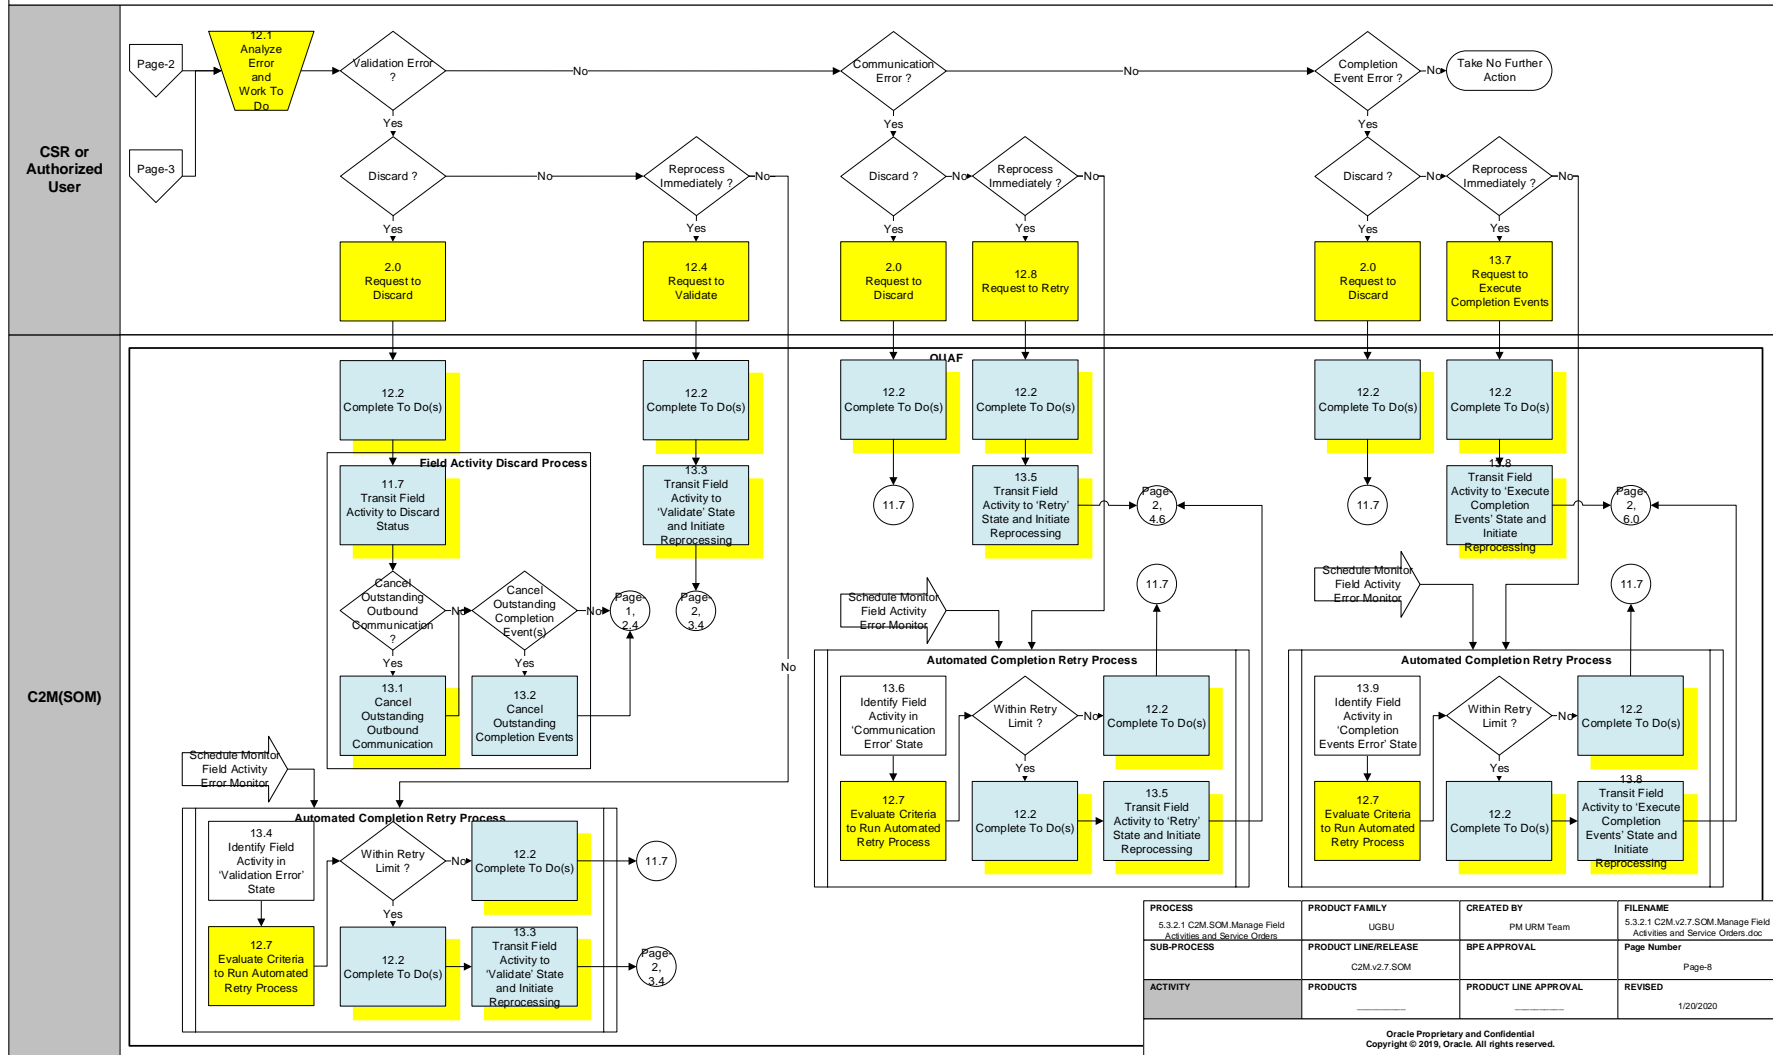 CSR or
Authorized
User
Page-2
Page-3
12.1
Analyze
Error
and
Work To
Do
Validation Error
?
No
Communication
Error ?
No
Completion
Event Error ?
No
Take No Further
Action
Yes
Yes
Yes
Discard ?
No
Reprocess
Immediately ?
No
Discard ?
No
Reprocess
Immediately ?
No
Discard ?
No
Reprocess
Immediately ?
No
Yes
Yes
Yes
Yes
Yes
Yes
2.0
Request to
Discard
12.4
Request to
Validate
2.0
Request to
Discard
12.8
Request to Retry
2.0
Request to
Discard
13.7
Request to
Execute
Completion Events
C2M(SOM)
OUAF
12.2
Complete To Do(s)
12.2
Complete To Do(s)
12.2
Complete To Do(s)
12.2
Complete To Do(s)
12.2
Complete To Do(s)
12.2
Complete To Do(s)
Field Activity Discard Process
11.7
Transit Field
Activity to Discard
Status
13.3
Transit Field
Activity to
‘Validate’ State
and Initiate
Reprocessing
11.7
13.5
Transit Field
Activity to ‘Retry’
State and Initiate
Reprocessing
Page-
2,
4.6
11.7
13.8
Transit Field
Activity to ‘Execute
Completion
Events’ State and
Initiate
Reprocessing
Page-
2,
6.0
Cancel
Outstanding
Outbound
Communication
?
No
Cancel
Outstanding
Completion
Event(s)
No
Page-
1,
2.4
Page-
2,
3.4
Yes
Yes
13.1
Cancel
Outstanding
Outbound
Communication
13.2
Cancel
Outstanding
Completion Events
No
Schedule Monitor
Field Activity
Error Monitor
11.7
Automated Completion Retry Process
13.6
Identify Field
Activity in
‘Communication
Error’ State
Within Retry
Limit ?
No
12.2
Complete To Do(s)
Yes
12.7
Evaluate Criteria
to Run Automated
Retry Process
12.2
Complete To Do(s)
13.5
Transit Field
Activity to ‘Retry’
State and Initiate
Reprocessing
Schedule Monitor
Field Activity
Error Monitor
11.7
Automated Completion Retry Process
13.9
Identify Field
Activity in
‘Completion
Events Error’ State
Within Retry
Limit ?
No
12.2
Complete To Do(s)
Yes
12.7
Evaluate Criteria
to Run Automated
Retry Process
12.2
Complete To Do(s)
13.8
Transit Field
Activity to ‘Execute
Completion
Events’ State and
Initiate
Reprocessing
Schedule Monitor
Field Activity
Error Monitor
Automated Completion Retry Process
13.4
Identify Field
Activity in
‘Validation Error’
State
Within Retry
Limit ?
No
12.2
Complete To Do(s)
11.7
Yes
12.7
Evaluate Criteria
to Run Automated
Retry Process
12.2
Complete To Do(s)
13.3
Transit Field
Activity to
‘Validate’ State
and Initiate
Reprocessing
Page-
2,
3.4
PROCESS
5.3.2.1 C2M.SOM.Manage Field
Activities and Service Orders
PRODUCT FAMILY
UGBU
CREATED BY
PM URM Team
FILENAME
5.3.2.1 C2M.v2.7.SOM.Manage Field
Activities and Service Orders.doc
SUB-PROCESS
PRODUCT LINE/RELEASE
C2M.v2.7.SOM
BPE APPROVAL
Page Number
Page-8
ACTIVITY
PRODUCTS
PRODUCT LINE APPROVAL
REVISED
1/20/2020
Oracle Proprietary and Confidential
Copyright © 2019, Oracle. All rights reserved.